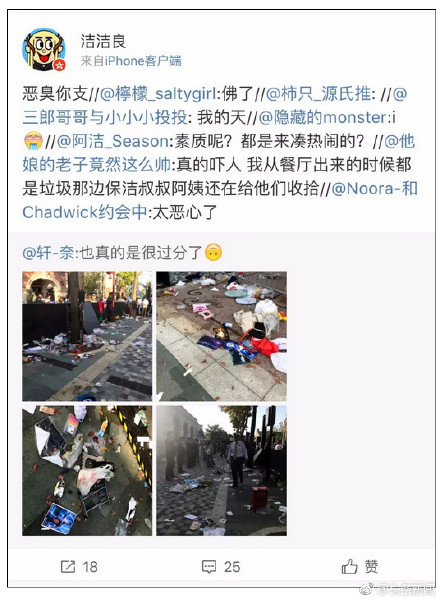 洁洁良
来自iPhone客户端
恶臭你支//@檸檬_saltygirl:佛了//@柿只_源氏推: //@
三郎哥哥与小小小投投: 我的天//@隐藏的monster:i
//@阿洁_Season:素质呢？都是来凑热闹的？//@他
娘的老子竟然这么帅:真的吓人 我从餐厅出来的时候都
是垃圾那边保洁叔叔阿姨还在给他们收拾//@Noora-和
Chadwick约会中:太恶心了
@轩-奈:也真的是很过分了
18
25
赞
@头条新闻